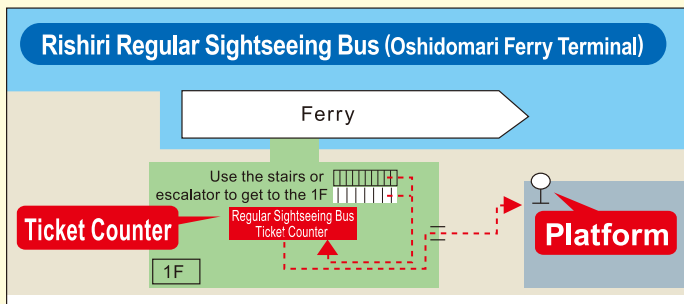 Rishiri Regular Sightseeing Bus (Oshidomari Ferry Terminal)
Ferry
Use the stairs or
escalator to get to the 1F
Ticket Counter
Regular Sightseeing Bus
Ticket Counter
Platform
1F